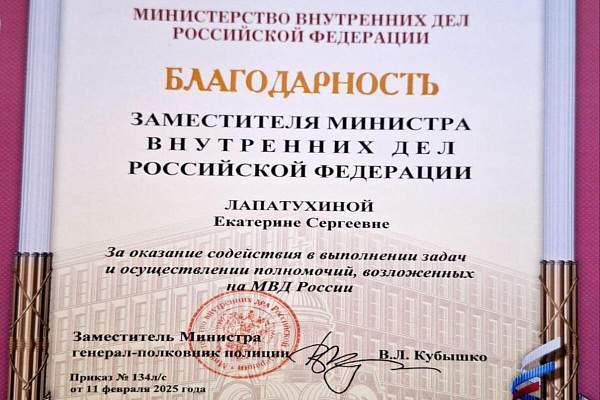 МИНИСТЕРСТВО ВНУТРЕННИХ ДЕЛ
РОССИЙСКОЙ ФЕДЕРАЦИИ
БЛАГОДАРНОСТЬ
ЗАМЕСТИТЕЛЯ МИНИСТРА
ВНУТРЕННИХ ДЕЛ
РОССИЙСКОЙ ФЕДЕРАЦИИ
ЛАПАТУХИНОЙ
Екатерине Сергеевне
За оказание содействия в выполнении задач
и осуществлении полномочий, возложенных
на МВД России
Заместитель Министра
генерал-полковник полиции
В.Л. Кубышко
Приказ № 134л/с
от 11 февраля 2025 года